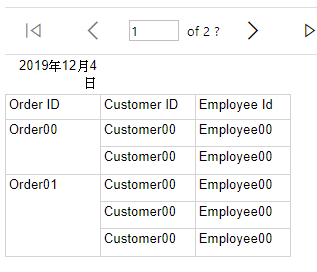 1 of 2 ?
2019年12月4
日
Order ID Customer ID Employee Id
Order00 Customer00 Employee00
Customer00 Employee00
Order01 Customer00 Employee00
Customer00 Employee00
Customer00 Employee00